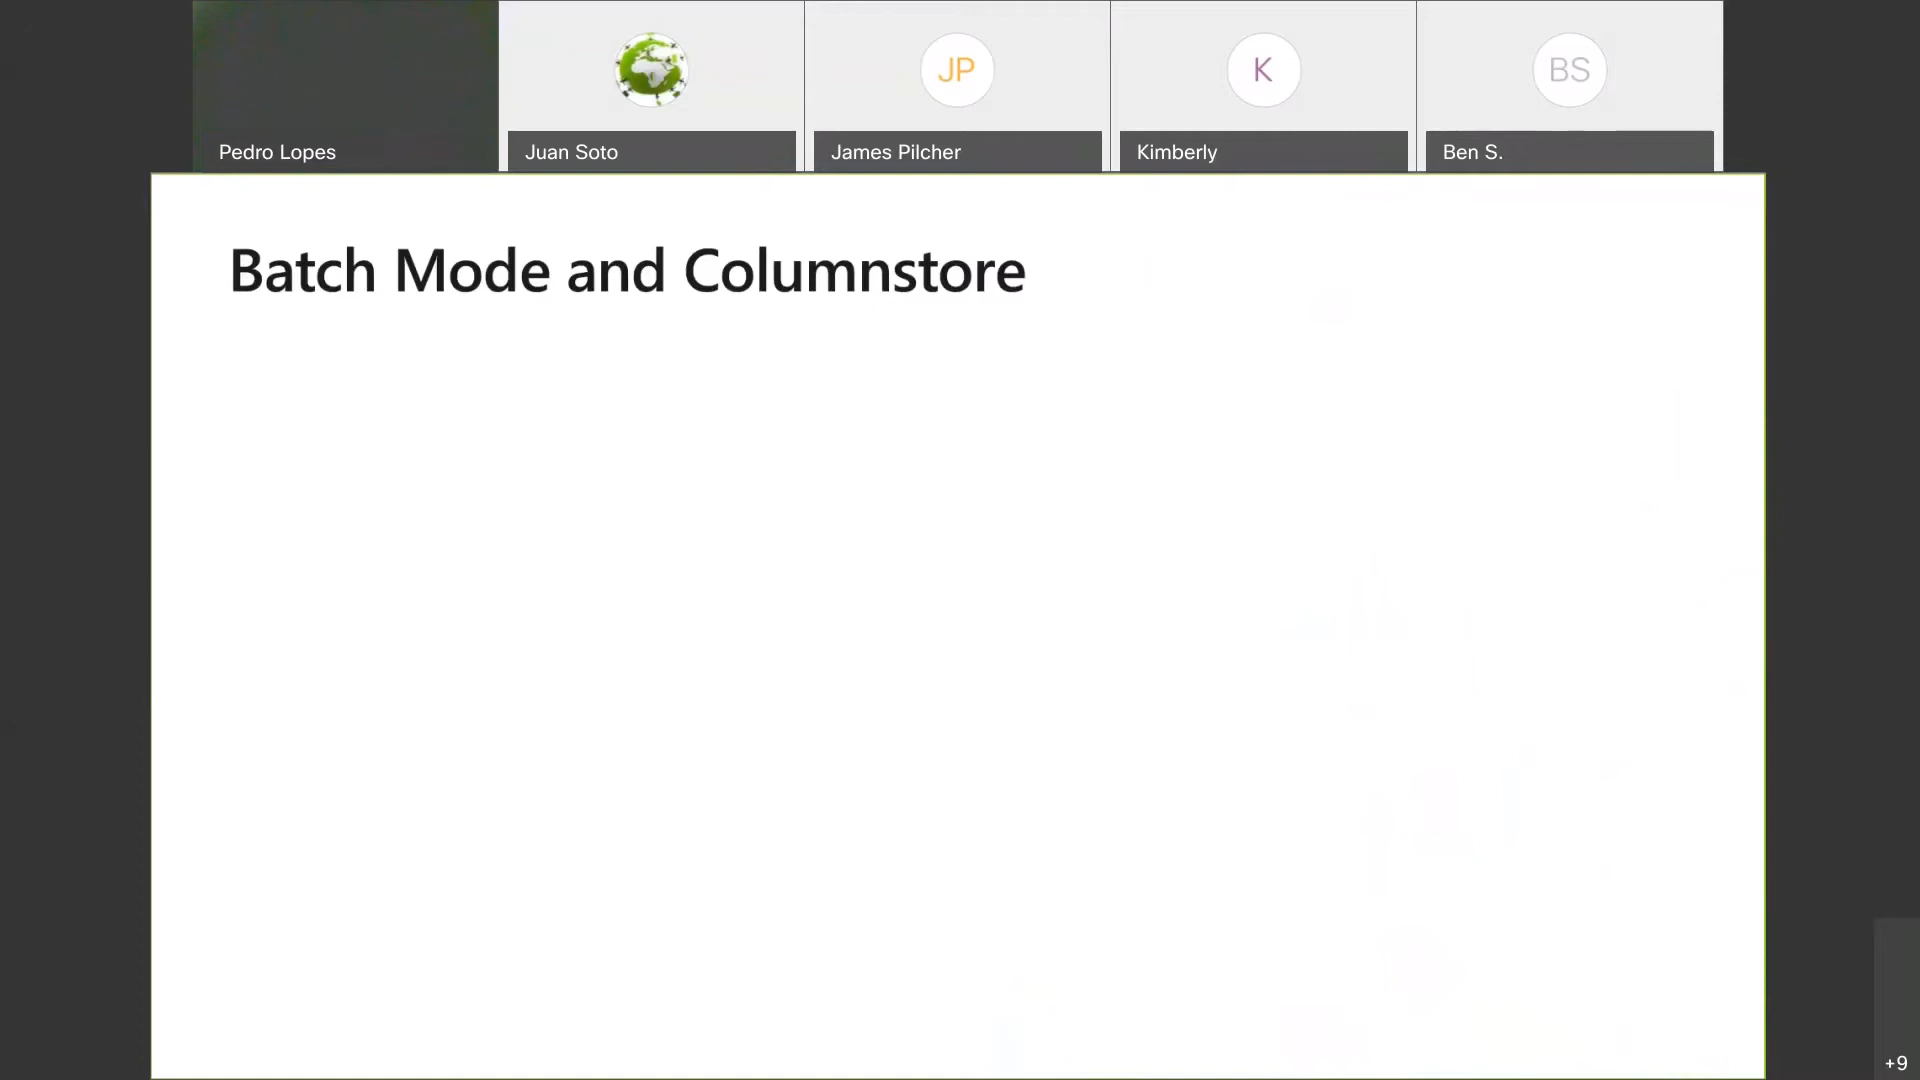 JP
K
BS
Pedro Lopes
Juan Soto
James Pilcher
Kimberly
Ben S.
Batch Mode and Columnstore
+9